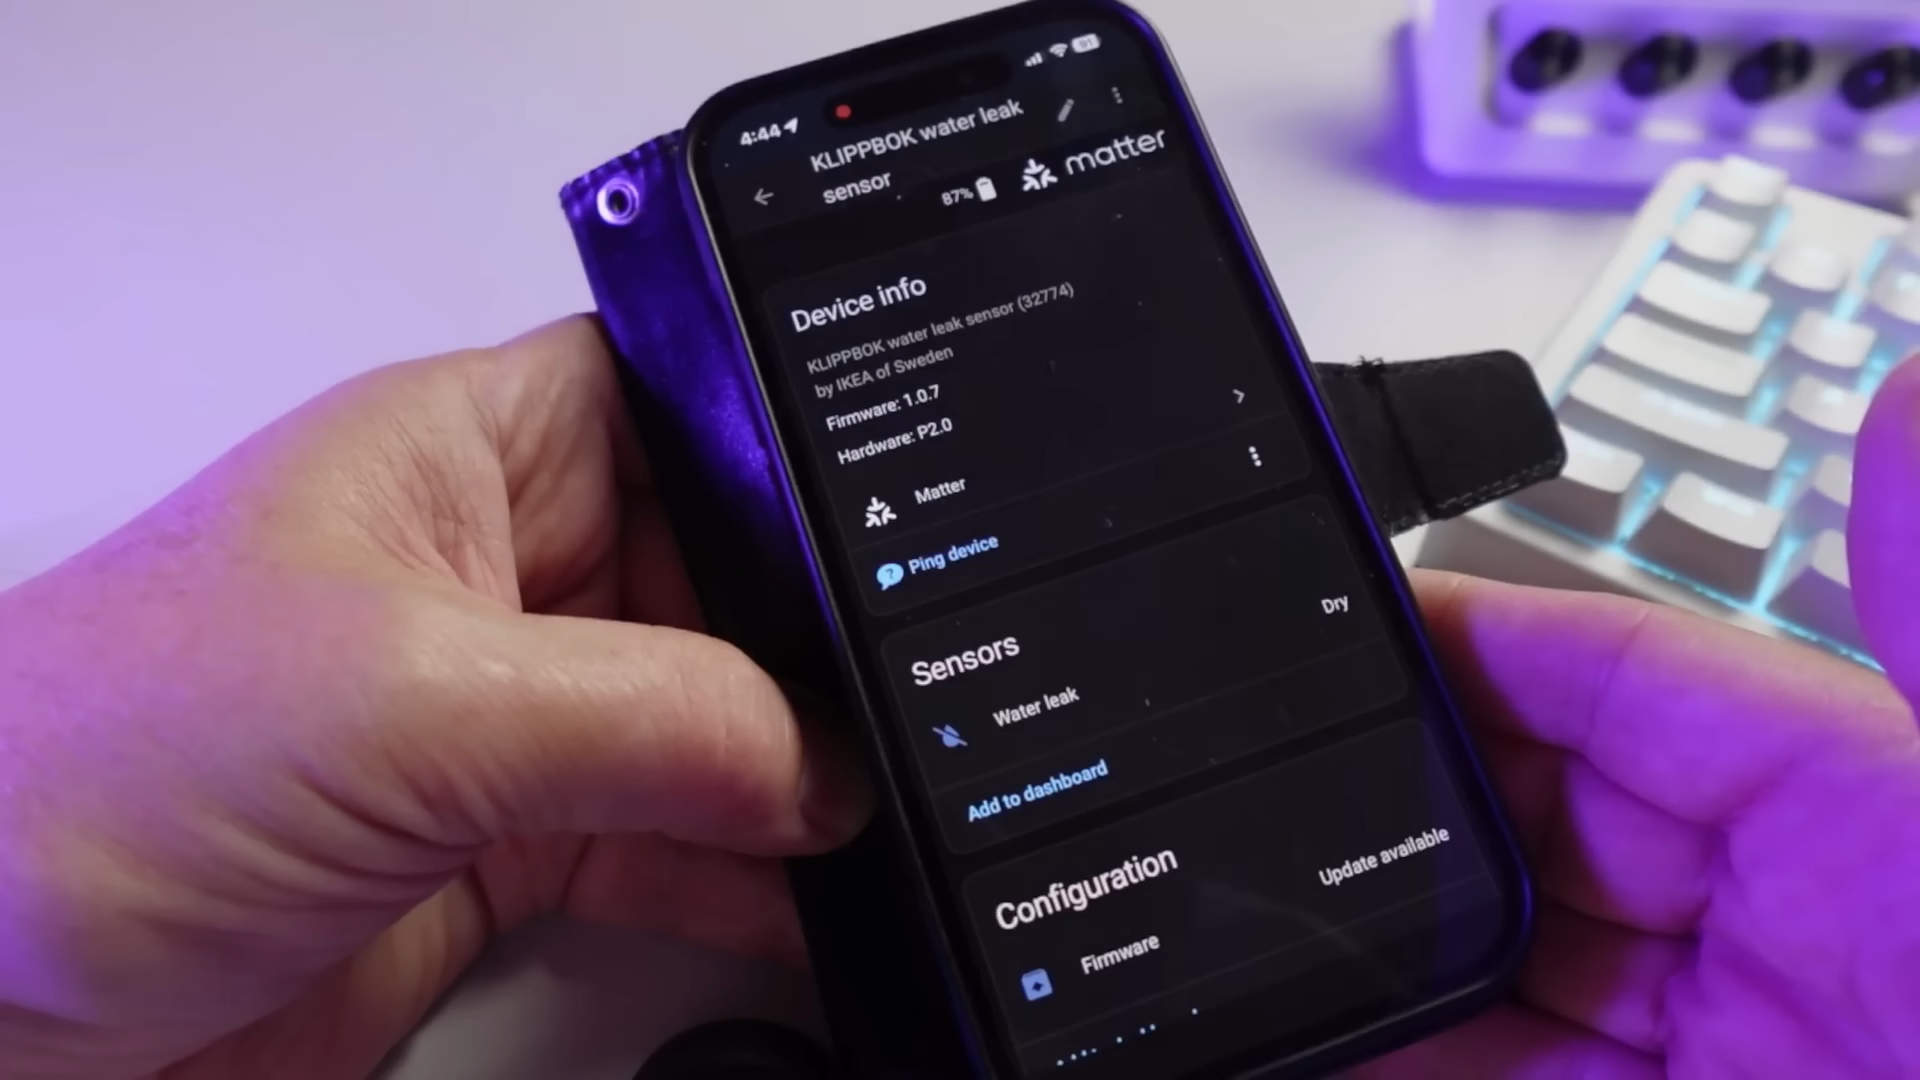 4:44
91
KLIPPBOK water leak
sensor
87%
matter
Device info
KLIPPBOK water leak sensor (32774)
by IKEA of Sweden
Firmware: 1.0.7
Hardware: P2.0
Matter
Ping device
Sensors
Dry
Water leak
Add to dashboard
Configuration
Update available
Firmware